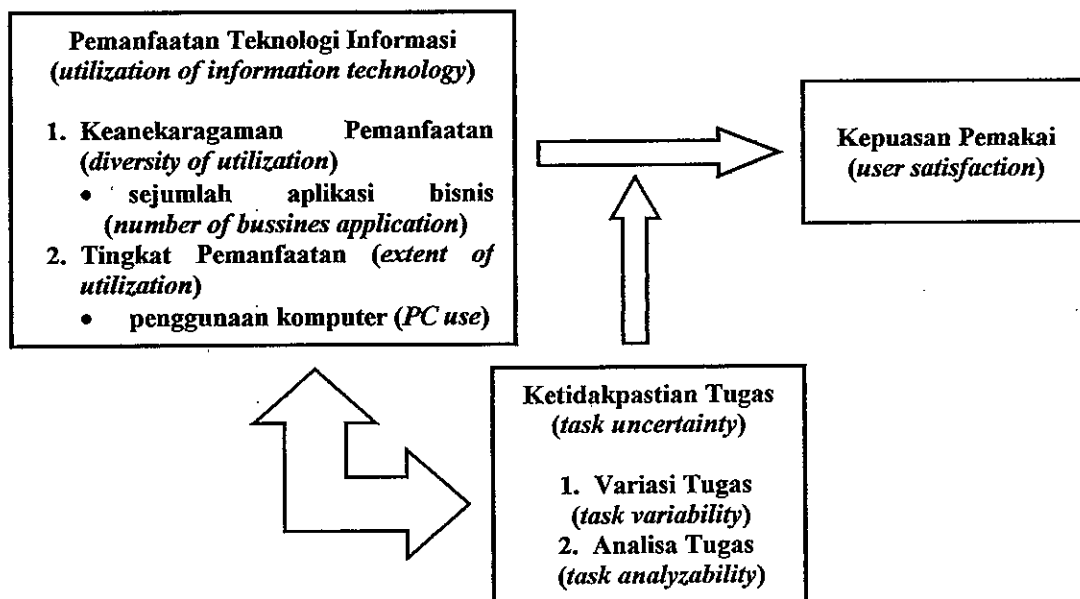 Pemanfaatan Teknologi Informasi
(utilization of information technology)
1. Keanekaragaman Pemanfaatan
(diversity of utilization)
• sejumlah aplikasi bisnis
(number of bussines application)
2. Tingkat Pemanfaatan (extent of
utilization)
• penggunaan komputer (PC use)
Kepuasan Pemakai
(user satisfaction)
Ketidakpastian Tugas
(task uncertainty)
1. Variasi Tugas
(task variability)
2. Analisa Tugas
(task analyzability)